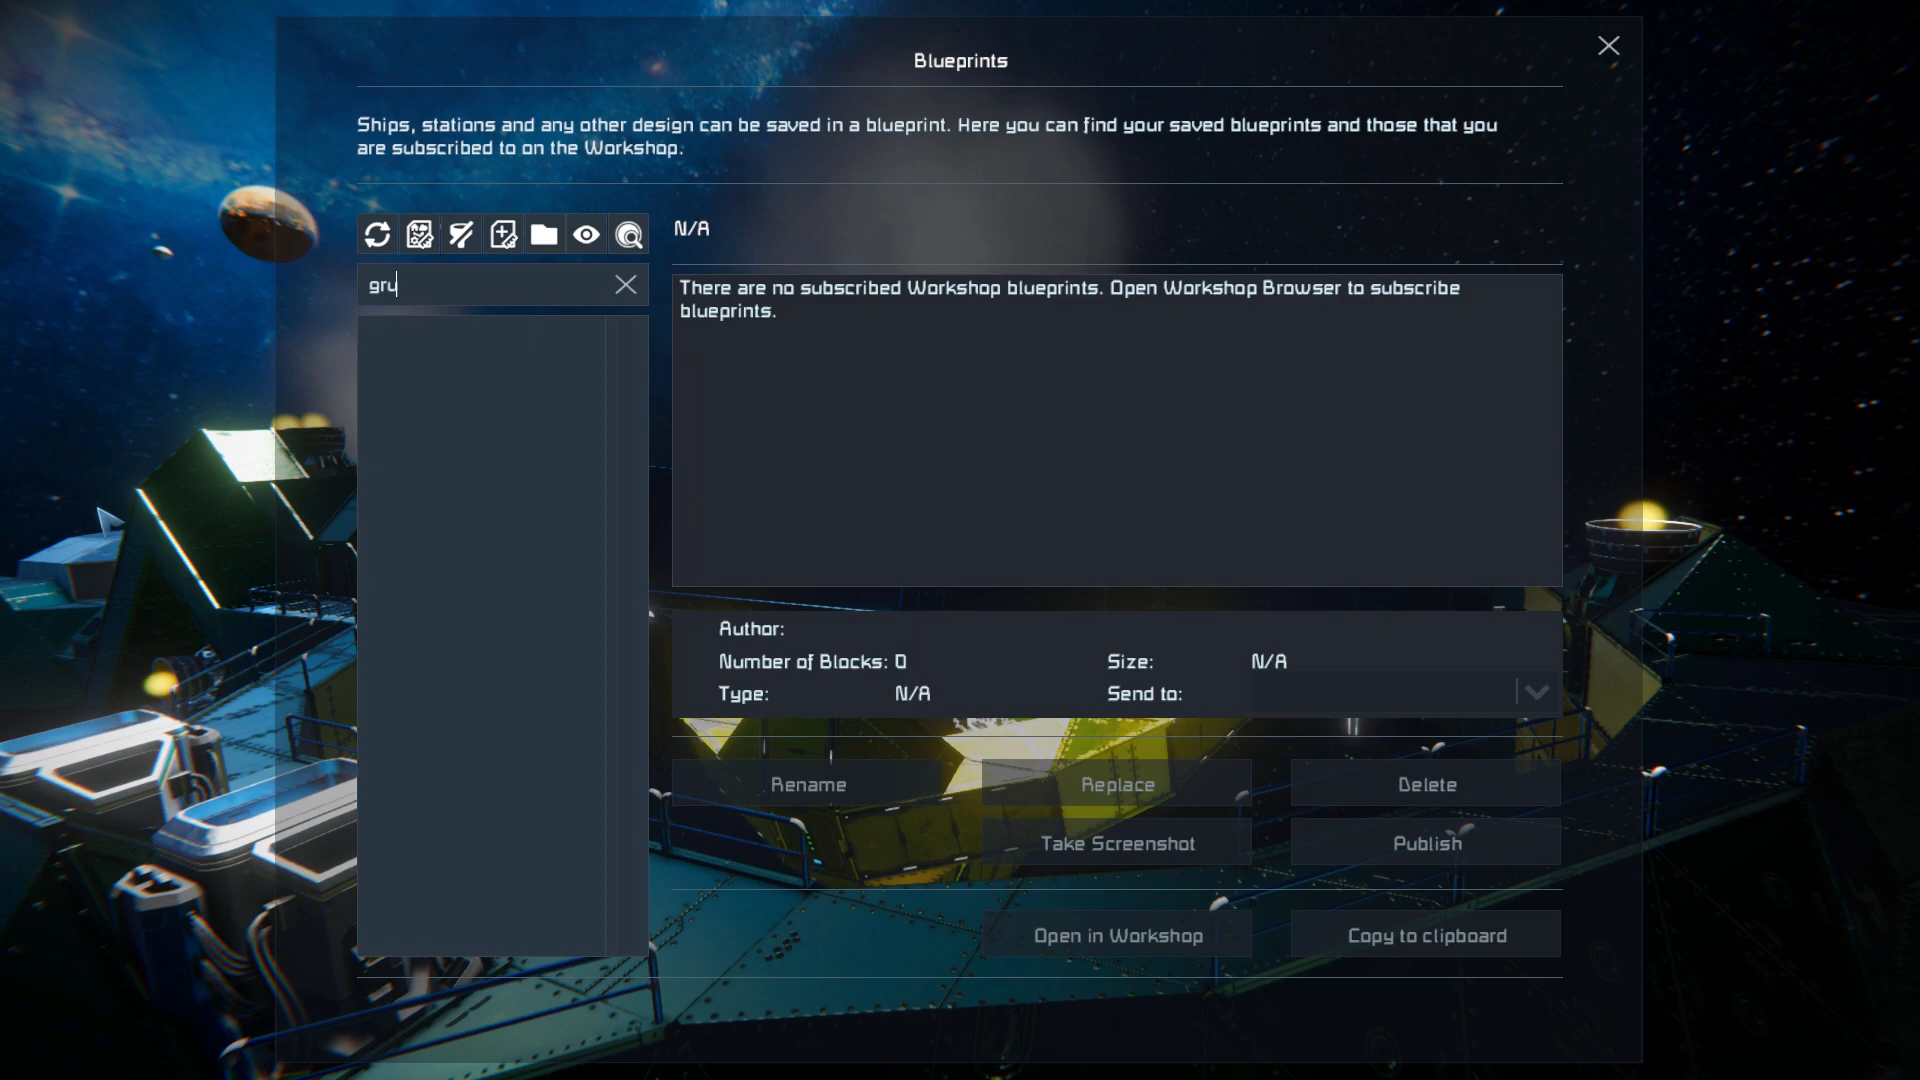 Blueprints
Ships, stations and any other design can be saved in a blueprint. Here you can find your saved blueprints and those that you
are subscribed to on the Workshop.
N/A
gru
There are no subscribed Workshop blueprints. Open Workshop Browser to subscribe
blueprints.
Author:
Number of Blocks: 0 Size: N/A
Type: N/A Send to:
Rename Replace Delete
Take Screenshot Publish
Open in Workshop Copy to clipboard